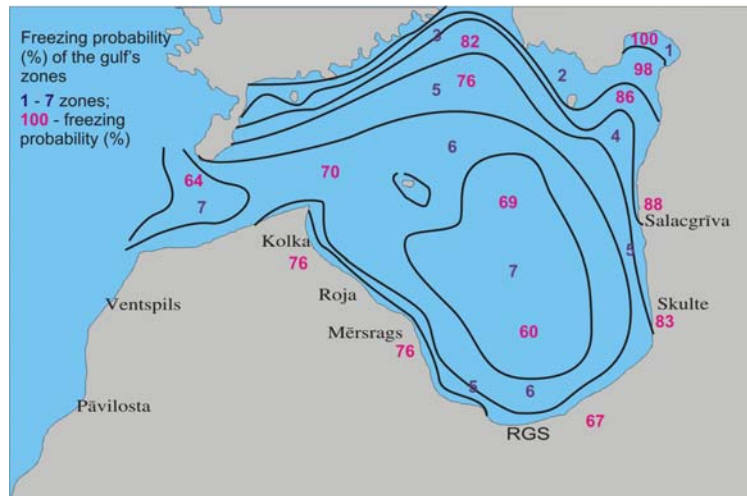 Freezing probability
(%) of the gulf's
zones
1 - 7 zones;
100 - freezing
probability (%)
3
82
100
1
98
2
5
76
86
4
6
70
64
7
69
88
Salacgrīva
Kolka
76
5
7
Roja
Ventspils
Skulte
83
Mērsrags
76
60
Pāvilosta
5
6
67
RGS